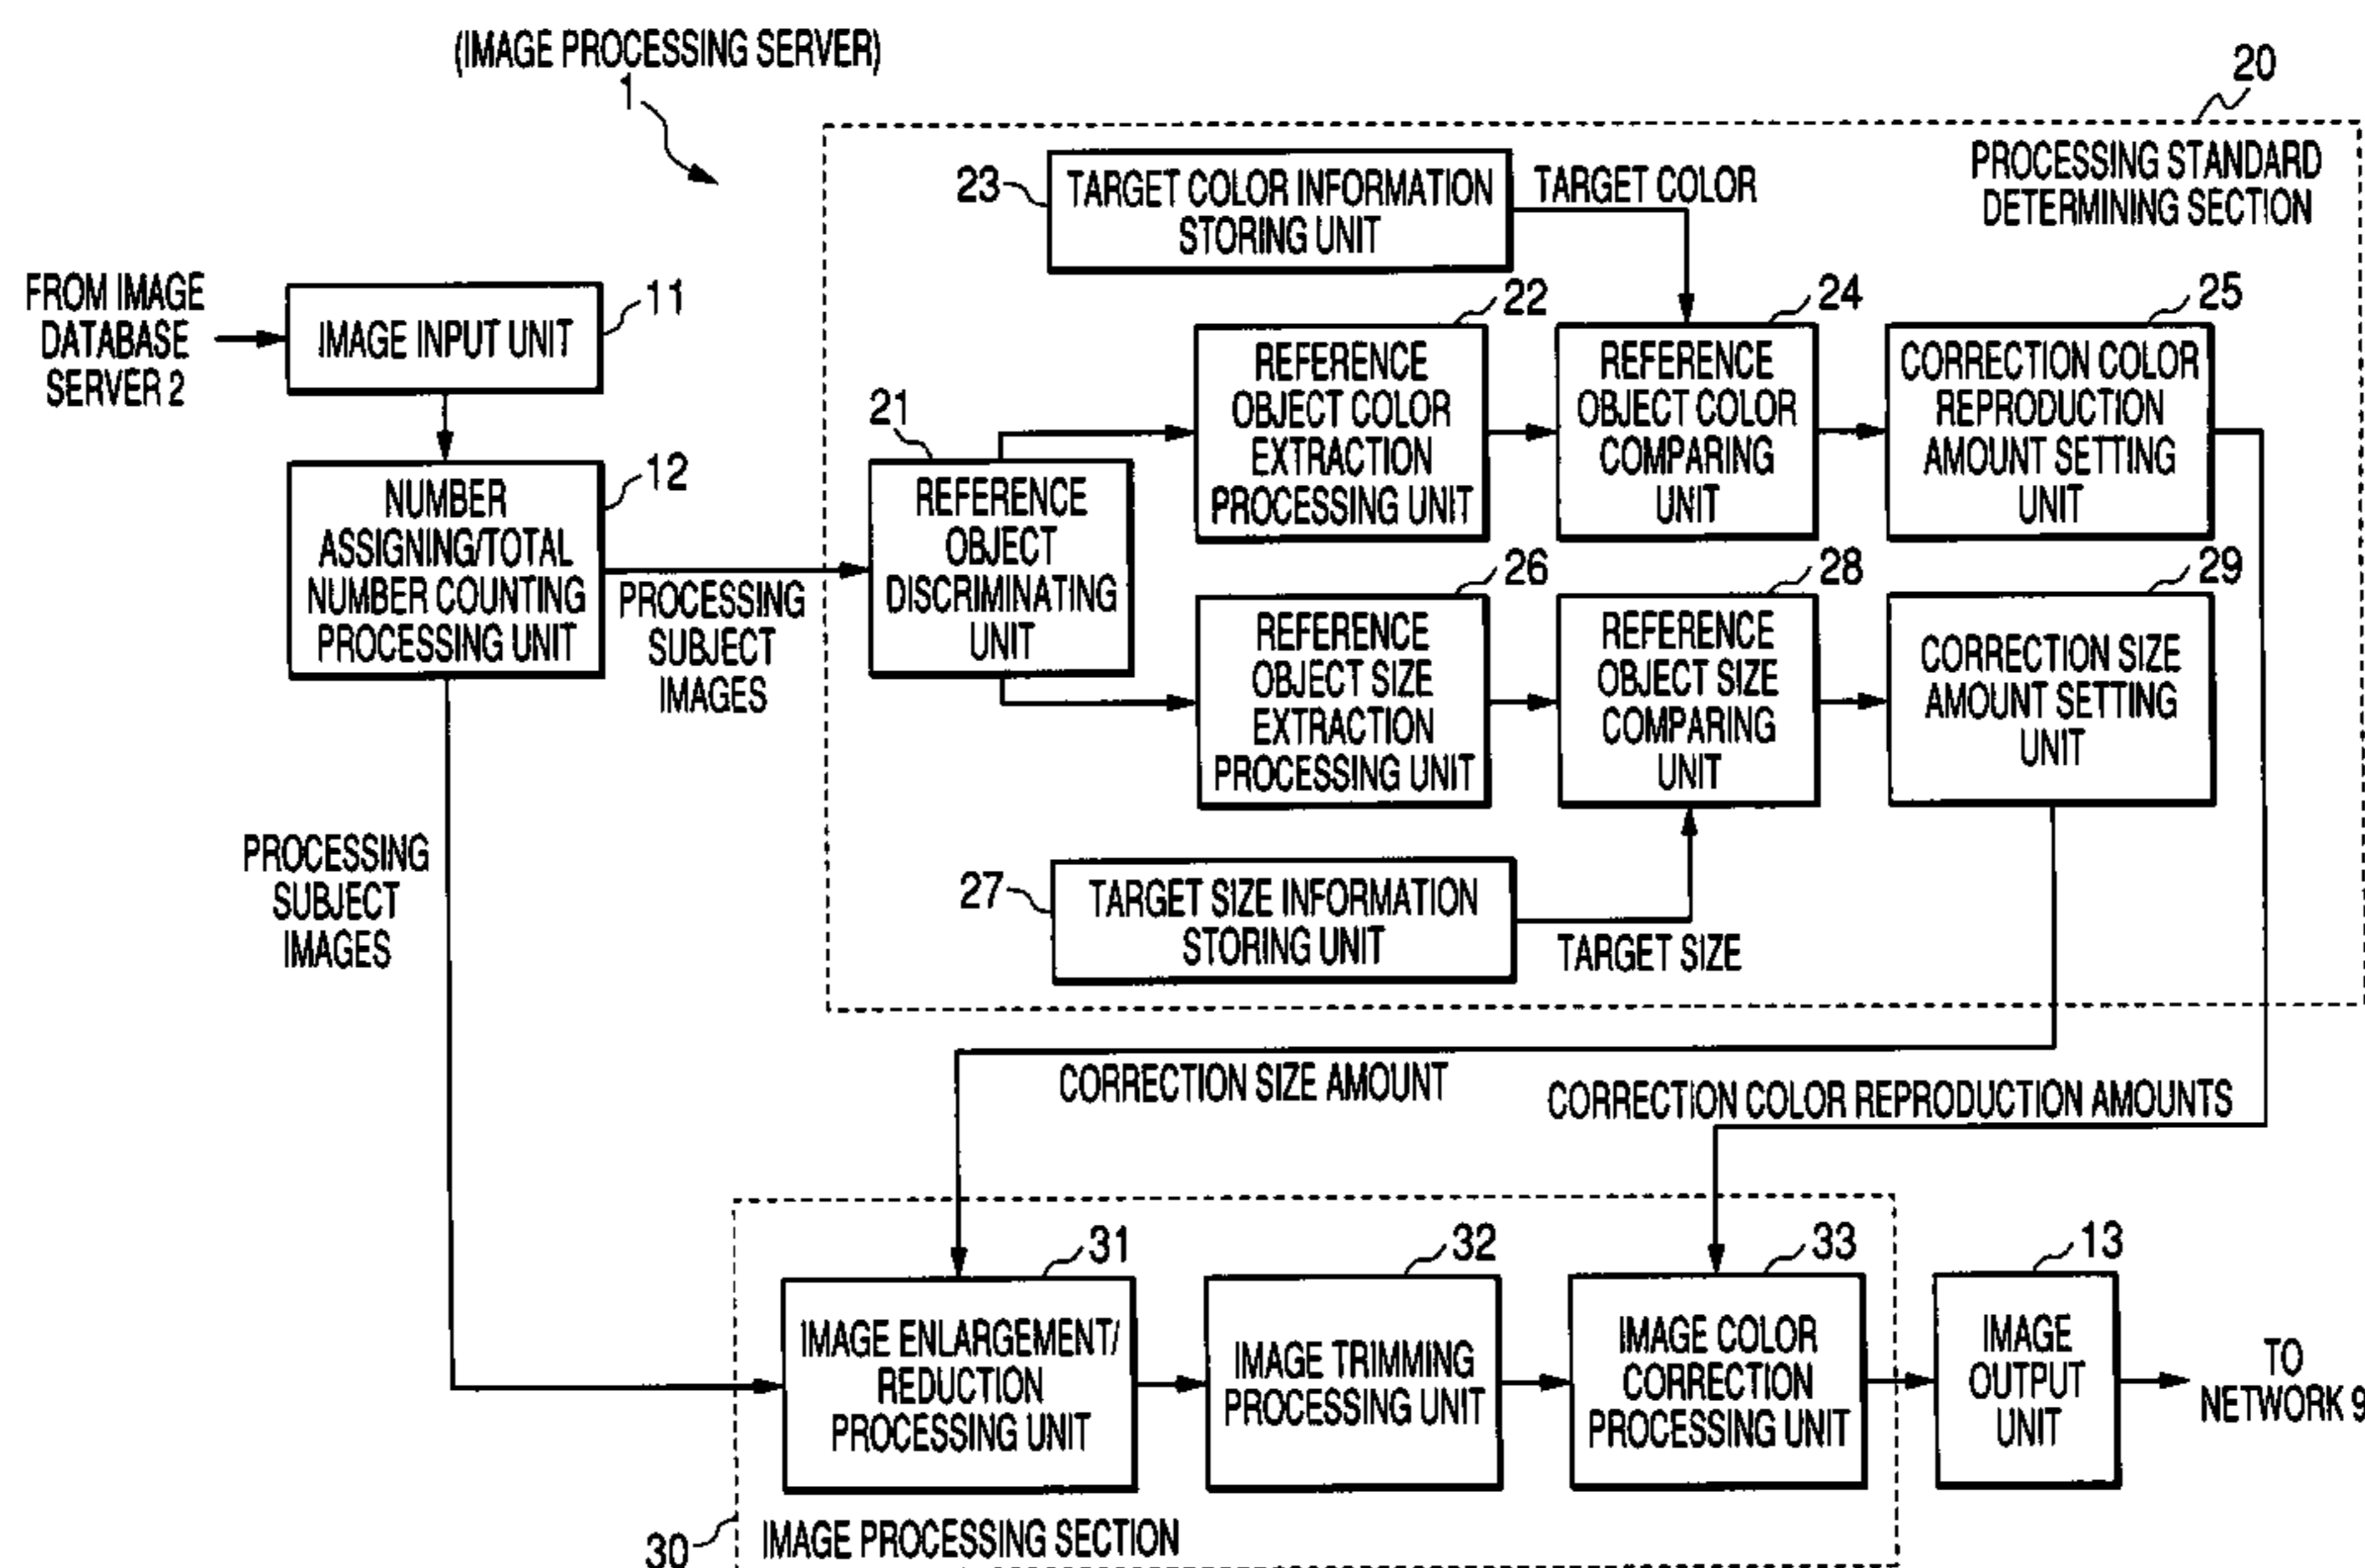 (IMAGE PROCESSING SERVER)
1
20
PROCESSING STANDARD
DETERMINING SECTION
23
TARGET COLOR INFORMATION
STORING UNIT
TARGET COLOR
FROM IMAGE
DATABASE
SERVER 2
IMAGE INPUT UNIT
11
12
NUMBER
ASSIGNING/TOTAL
NUMBER COUNTING
PROCESSING UNIT
PROCESSING
SUBJECT
IMAGES
21
REFERENCE
OBJECT
DISCRIMINATING
UNIT
22
REFERENCE
OBJECT COLOR
EXTRACTION
PROCESSING UNIT
24
REFERENCE
OBJECT COLOR
COMPARING
UNIT
25
CORRECTION COLOR
REPRODUCTION
AMOUNT SETTING
UNIT
26
REFERENCE
OBJECT SIZE
EXTRACTION
PROCESSING UNIT
28
REFERENCE
OBJECT SIZE
COMPARING
UNIT
29
CORRECTION SIZE
AMOUNT SETTING
UNIT
27
TARGET SIZE INFORMATION
STORING UNIT
TARGET SIZE
PROCESSING
SUBJECT
IMAGES
CORRECTION SIZE AMOUNT
CORRECTION COLOR REPRODUCTION AMOUNTS
31
IMAGE ENLARGEMENT/
REDUCTION
PROCESSING UNIT
32
IMAGE TRIMMING
PROCESSING UNIT
33
IMAGE COLOR
CORRECTION
PROCESSING UNIT
13
IMAGE
OUTPUT
UNIT
TO
NETWORK 9
30
IMAGE PROCESSING SECTION